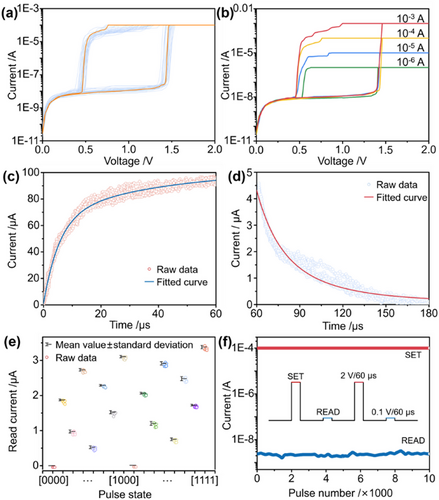 (a)
1E-3
1E-5
1E-7
1E-9
1E-11
Current /A
0.0 0.5 1.0 1.5 2.0
Voltage /V
(b)
0.01
1E-5
1E-8
1E-11
Current /A
10⁻³ A
10⁻⁴ A
10⁻⁵ A
10⁻⁶ A
0.0 0.5 1.0 1.5 2.0
Voltage /V
(c)
100
80
60
40
20
0
Current /μA
Raw data
Fitted curve
0 20 40 60
Time /μs
(d)
5
4
3
2
1
0
Current /μA
Raw data
Fitted curve
60 90 120 150 180
Time /μs
(e)
Mean value±standard deviation
Raw data
3
2
1
0
Read current /μA
[0000] ··· [1000] ··· [1111]
Pulse state
(f)
1E-4
1E-6
1E-8
Current /A
SET
SET
2 V/60 μs
READ
0.1 V/60 μs
READ
0 2 4 6 8 10
Pulse number /×1000